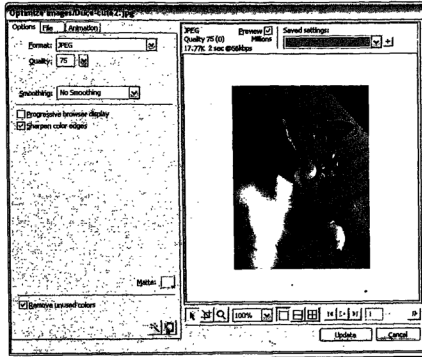 Optimize Images/Duce-cute2.jpg
Options File Animation
Format: JPEG
Quality: 75
Smoothing: No Smoothing
Progressive browser display
Sharpen color edges
Matte:
Remove unused colors
JPEG Preview
Quality 75 (0) Millions
17.77K 2 sec @56kbps
Saved settings:
100%
1
Update Cancel